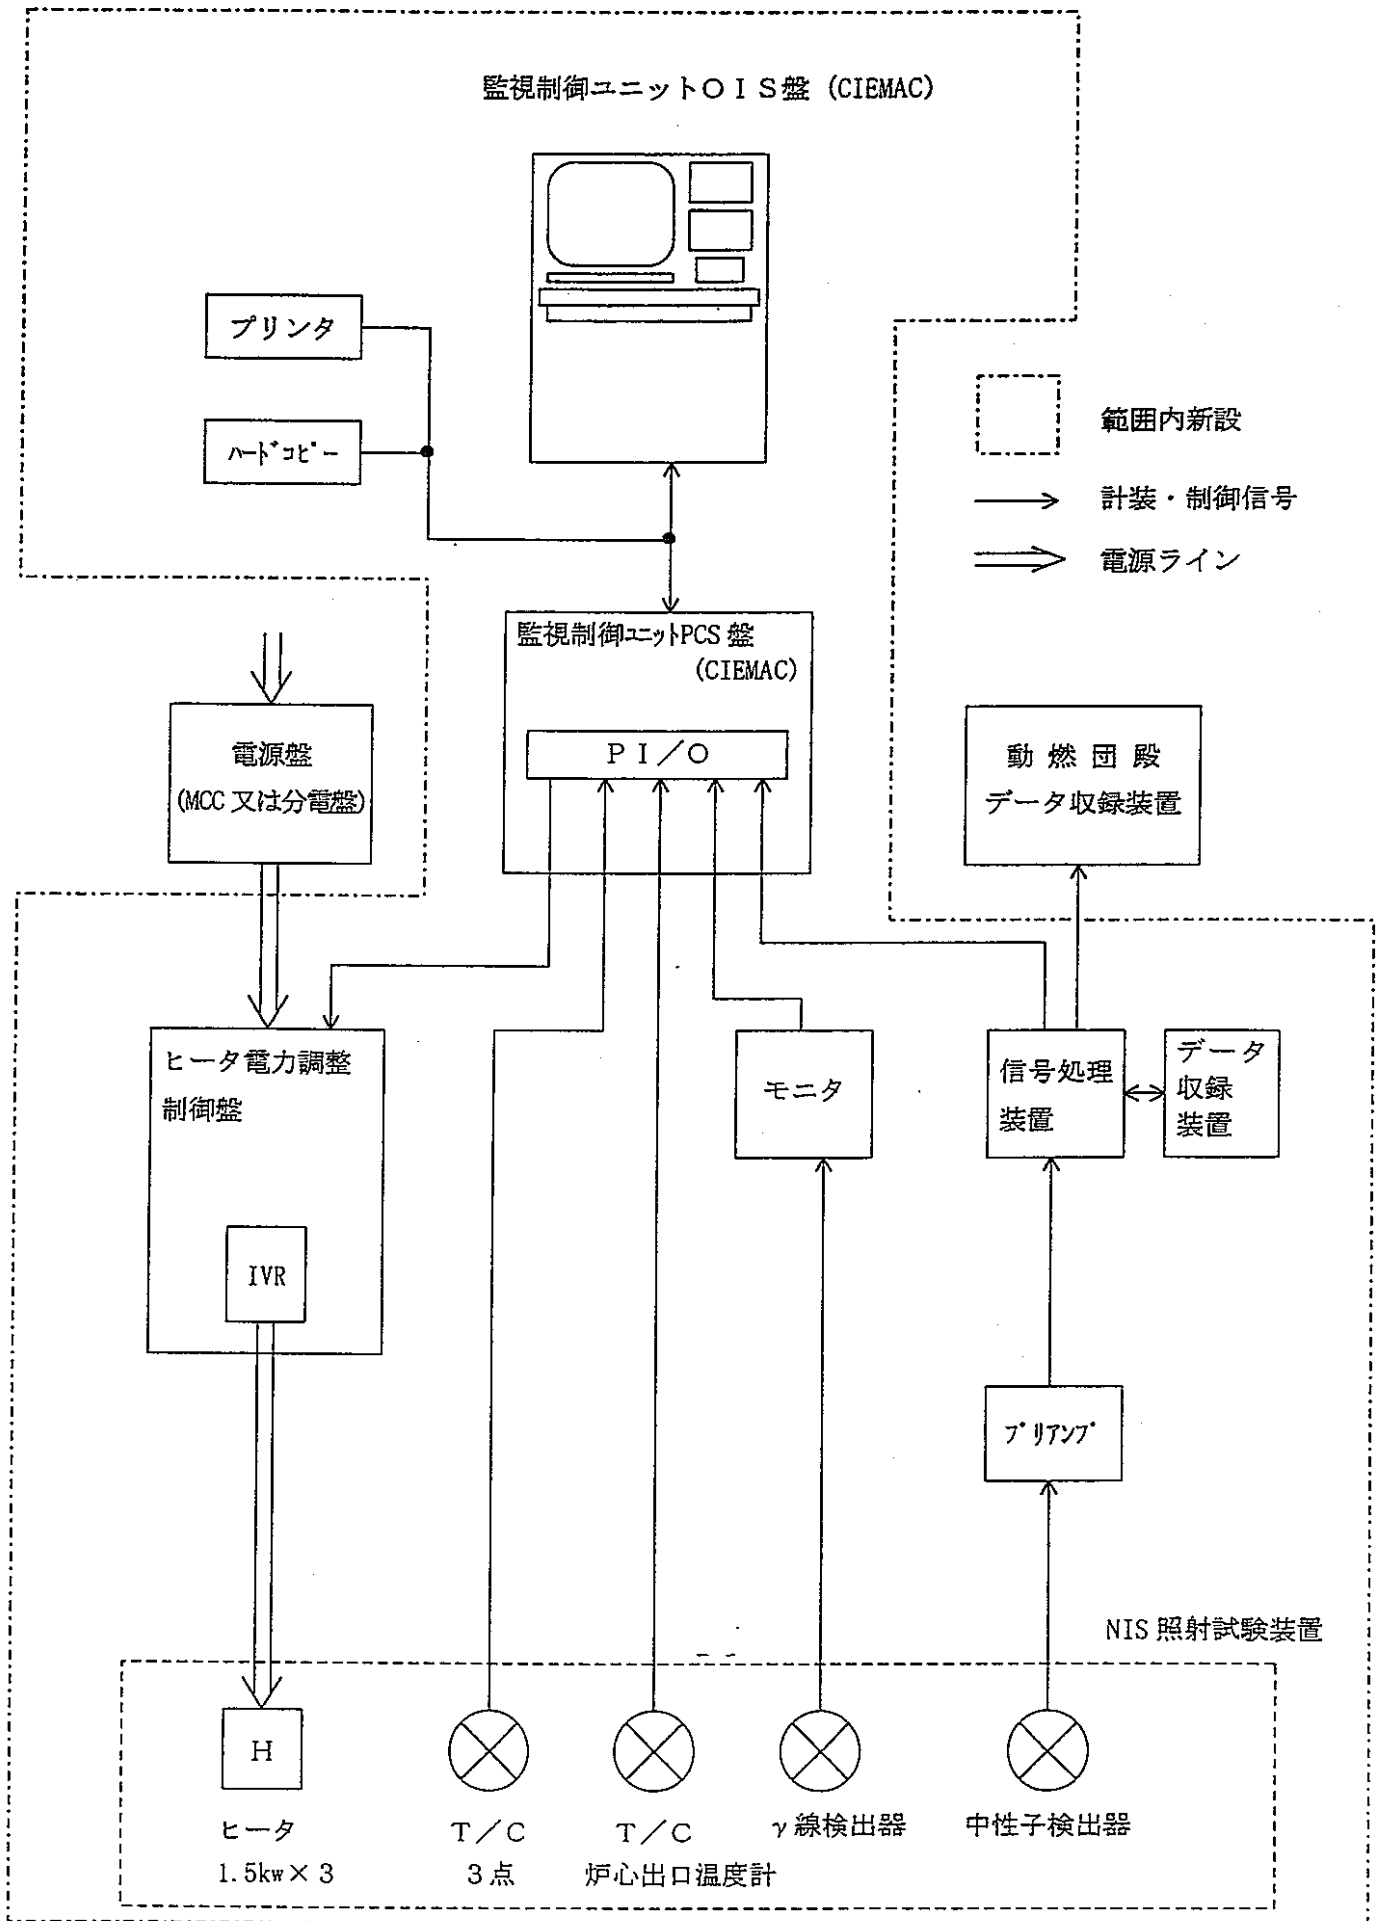 監視制御ユニットＯＩＳ盤 (CIEMAC)
プリンタ
ﾊｰﾄﾞｺﾋﾟｰ
範囲内新設
計装・制御信号
電源ライン
監視制御ﾕﾆｯﾄPCS 盤
(CIEMAC)
ＰＩ／Ｏ
電源盤
(MCC 又は分電盤)
動 燃 団 殿
データ収録装置
ヒータ電力調整
制御盤
IVR
モニタ
信号処理
装置
データ
収録
装置
ﾌﾟﾘｱﾝﾌﾟ
NIS 照射試験装置
Ｈ
ヒータ
1.5kw×3
Ｔ／Ｃ
３点
Ｔ／Ｃ
炉心出口温度計
γ線検出器
中性子検出器